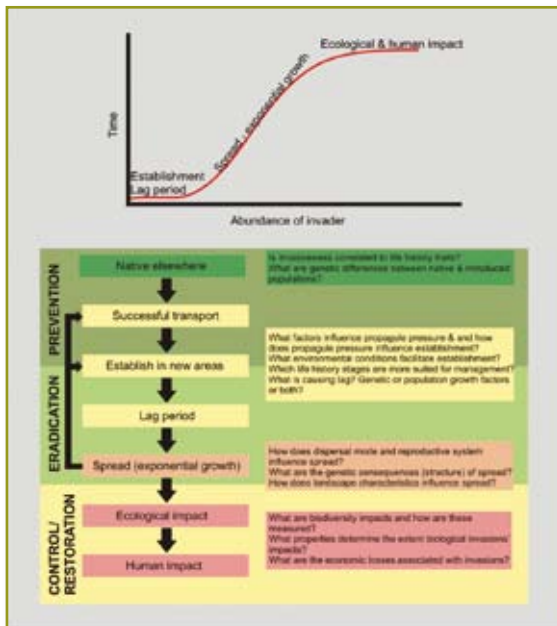 Ecological & human impact
Spread - exponential growth
Time
Establishment
Lag period
Abundance of invader
PREVENTION
ERADICATION
CONTROL/
RESTORATION
Native elsewhere
Successful transport
Establish in new areas
Lag period
Spread (exponential growth)
Ecological impact
Human impact
Is invasiveness correlated to life history traits?
What are genetic differences between native & introduced
populations?
What factors influence propagule pressure & and how
does propagule pressure influence establishment?
What environmental conditions facilitate establishment?
Which life history stages are more suited for management?
What is causing lag? Genetic or population growth factors
or both?
How does dispersal mode and reproductive system
influence spread?
What are the genetic consequences (structure) of spread?
How does landscape characteristics influence spread?
What are biodiversity impacts and how are these
measured?
What properties determine the extent biological invasions'
impacts?
What are the economic losses associated with invasions?